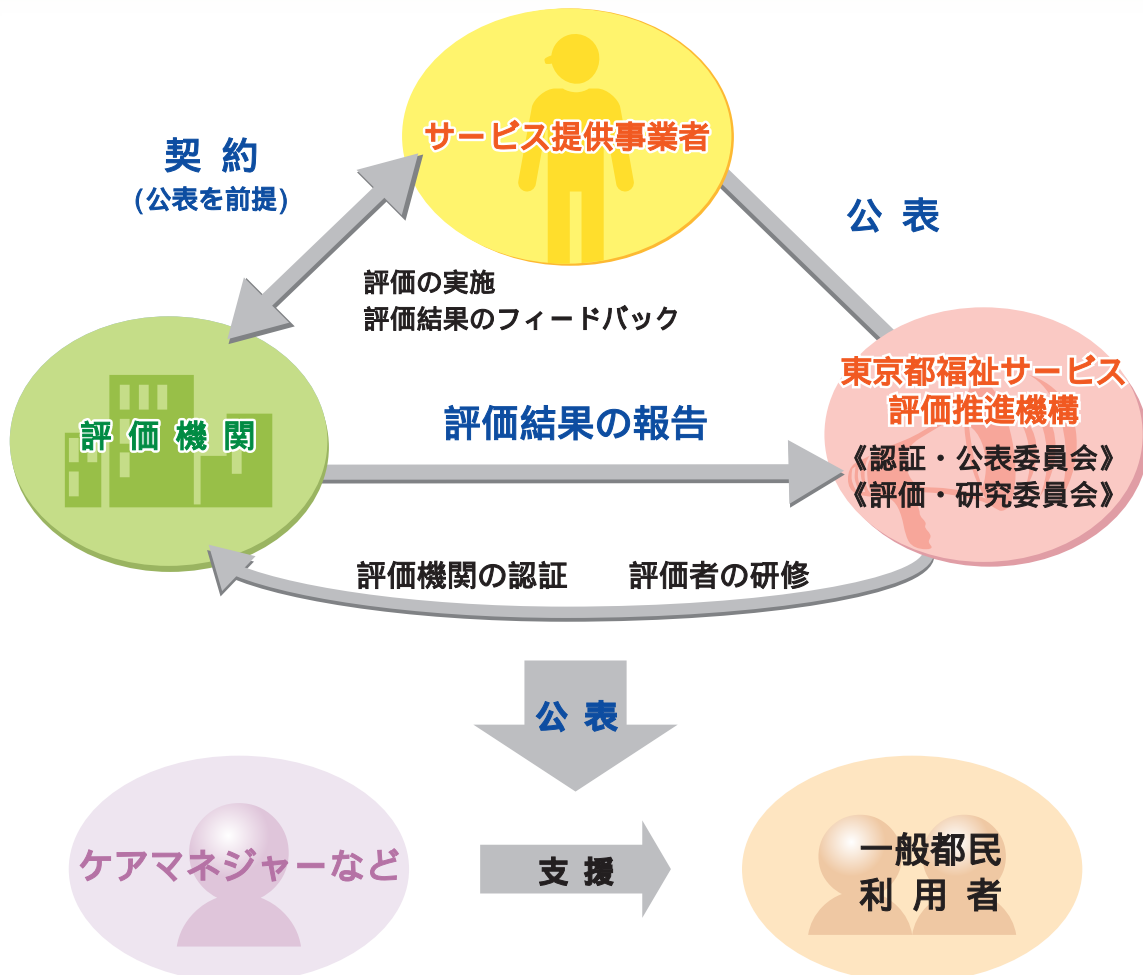 サービス提供事業者
契約
(公表を前提)
公表
評価の実施
評価結果のフィードバック
東京都福祉サービス
評価推進機構
《認証・公表委員会》
《評価・研究委員会》
評価機関
評価結果の報告
評価機関の認証 評価者の研修
公表
ケアマネジャーなど
支援
一般都民
利用者